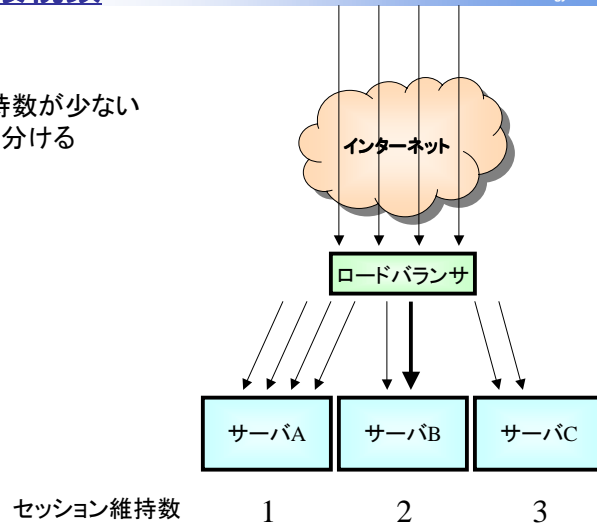 持数が少ない
分ける
インターネット
ロードバランサ
サーバA
サーバB
サーバC
セッション維持数 1 2 3